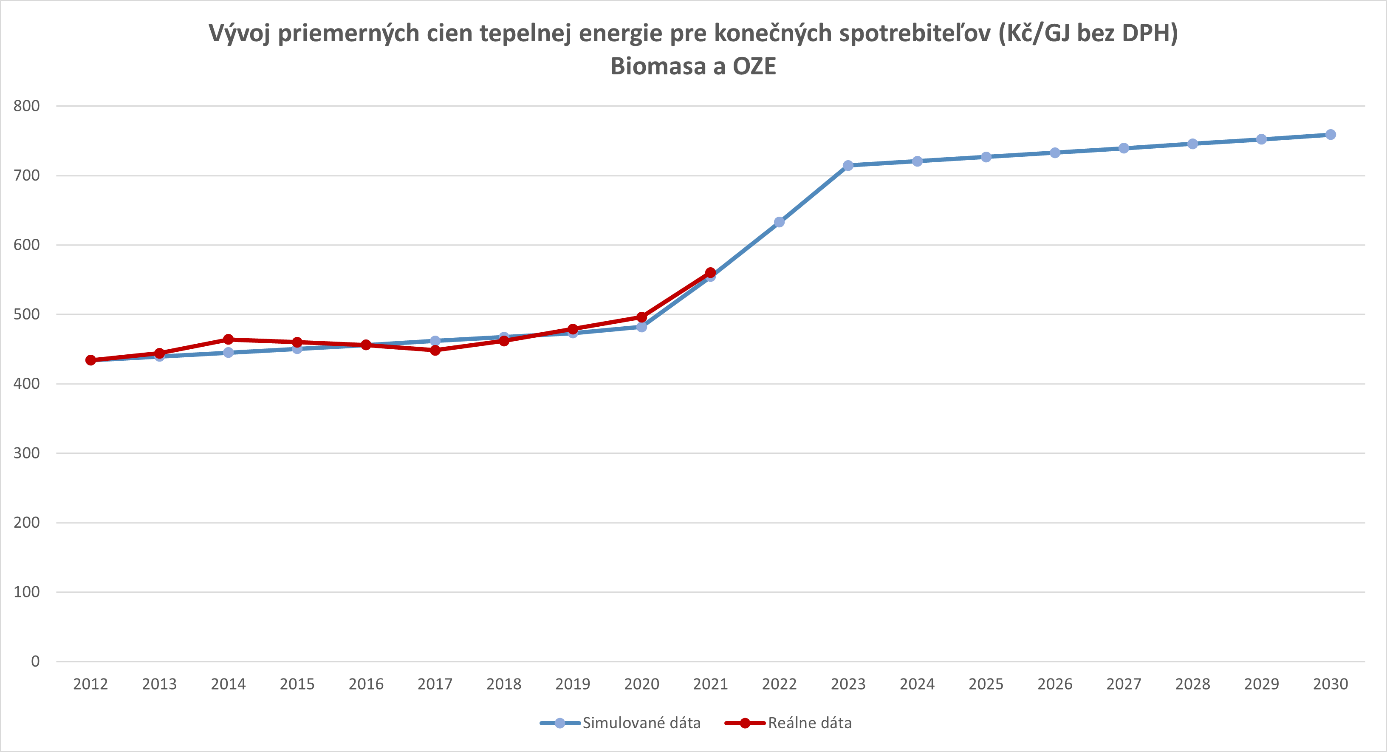 Vývoj priemerných cien tepelnej energie pre konečných spotrebiteľov (Kč/GJ bez DPH)
Biomasa a OZE
800
700
600
500
400
300
200
100
0
2012 2013 2014 2015 2016 2017 2018 2019 2020 2021 2022 2023 2024 2025 2026 2027 2028 2029 2030
Simulované dáta Reálne dáta